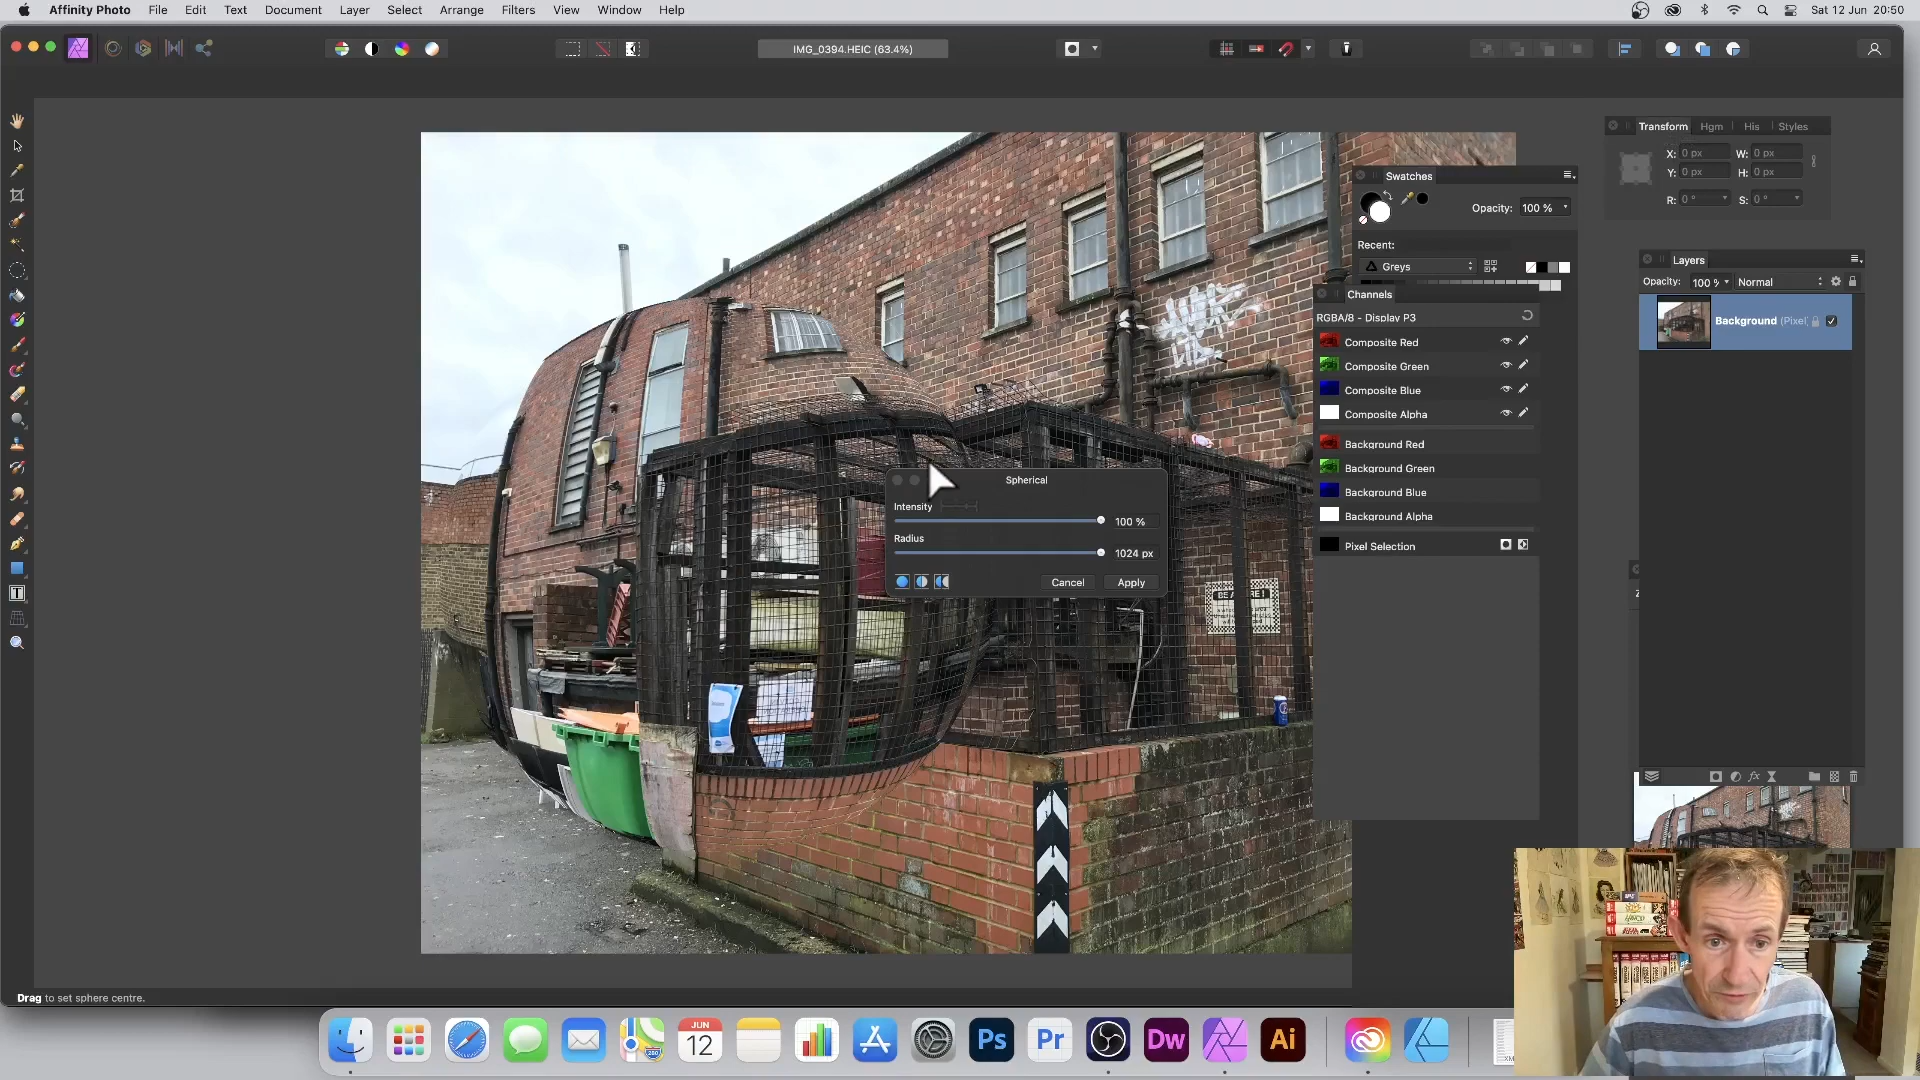 Affinity Photo File Edit Text Document Layer Select Arrange Filters View Window Help
Sat 12 Jun 20:50
IMG_0394.HEIC (63.4%)
Transform Hgm His Styles
X: 0 px W: 0 px
Y: 0 px H: 0 px
R: 0 ° S: 0 °
Swatches
Opacity: 100 %
Recent:
Greys
Channels
RGBA/8 - Display P3
Composite Red
Composite Green
Composite Blue
Composite Alpha
Background Red
Background Green
Background Blue
Background Alpha
Pixel Selection
Layers
Opacity: 100 % Normal
Background (Pixel)
Spherical
Intensity
100 %
Radius
1024 px
Cancel Apply
Drag to set sphere centre.
JUN
12
280
Ps
Pr
Dw
Ai